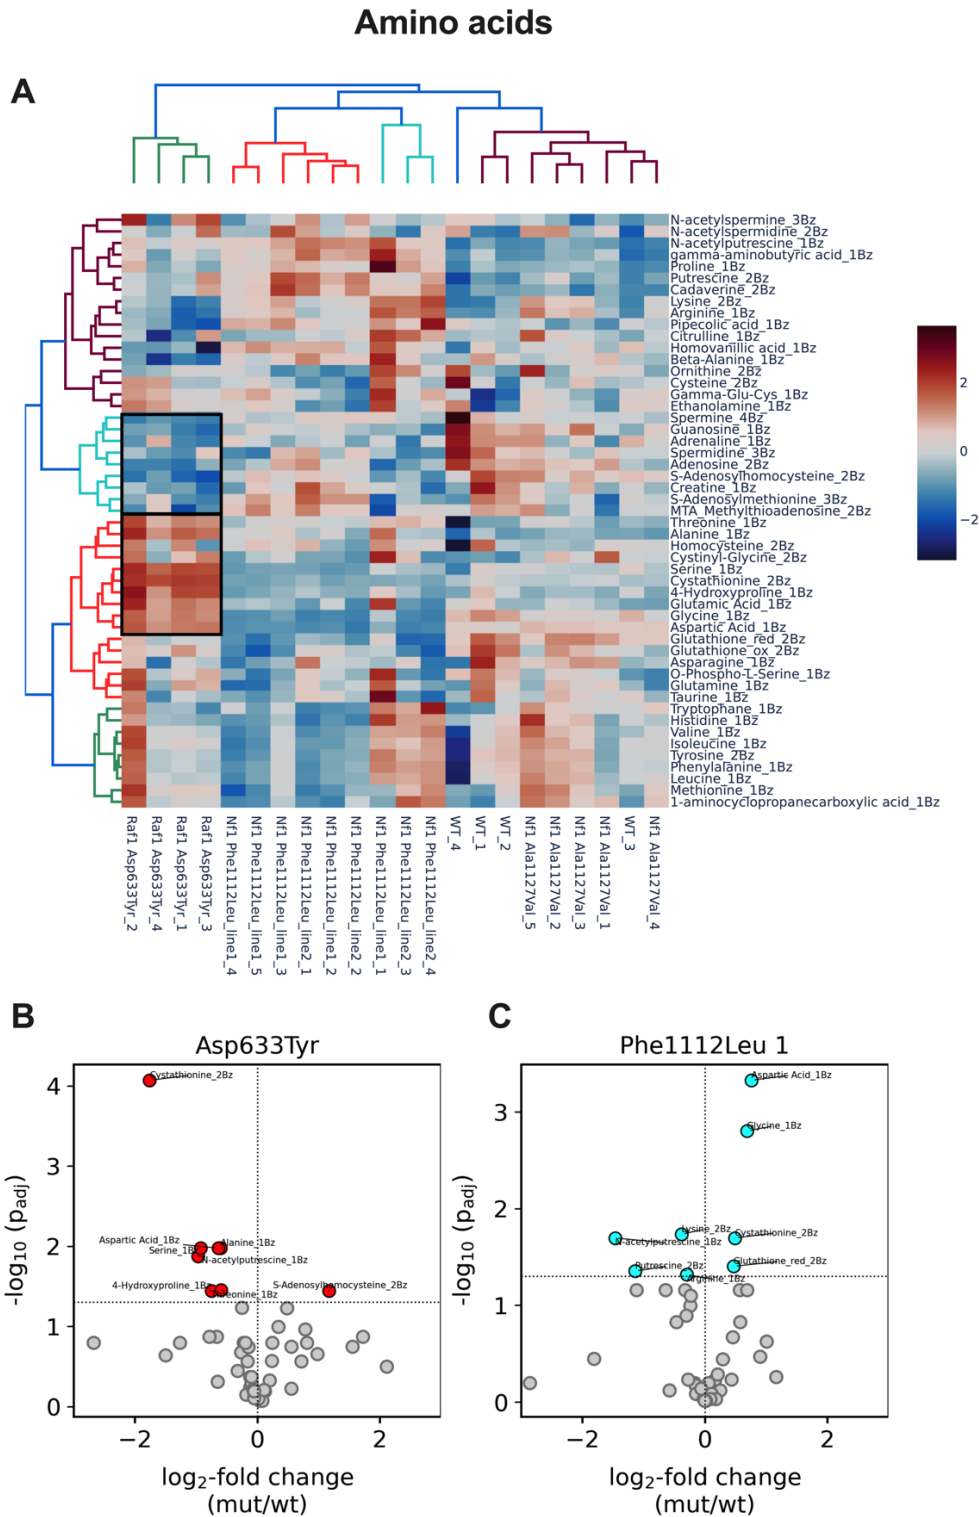 Amino acids
A
N-acetylspermine_3Bz
N-acetylspermidine_2Bz
N-acetylputrescine_1Bz
gamma-aminobutyric acid_1Bz
Proline_1Bz
Putrescine_2Bz
Cadaverine_2Bz
Lysine_2Bz
Arginine_1Bz
Pipecolic acid_1Bz
Citrulline_1Bz
Homovanillic acid_1Bz
Beta-Alanine_1Bz
Ornithine_2Bz
Cysteine_2Bz
Gamma-Glu-Cys_1Bz
Ethanolamine_1Bz
Spermine_4Bz
Guanosine_1Bz
Adrenaline_1Bz
Spermidine_3Bz
Adenosine_2Bz
S-Adenosylhomocysteine_2Bz
Creatine_1Bz
S-Adenosylmethionine_3Bz
MTA_Methylthioadenosine_2Bz
Threonine_1Bz
Alanine_1Bz
Homocysteine_2Bz
Cystinyl-Glycine_2Bz
Serine_1Bz
Cystathionine_2Bz
4-Hydroxyproline_1Bz
Glutamic Acid_1Bz
Glycine_1Bz
Aspartic Acid_1Bz
Glutathione_red_2Bz
Glutathione_ox_2Bz
Asparagine_1Bz
O-Phospho-L-Serine_1Bz
Glutamine_1Bz
Taurine_1Bz
Tryptophane_1Bz
Histidine_1Bz
Valine_1Bz
Isoleucine_1Bz
Tyrosine_2Bz
Phenylalanine_1Bz
Leucine_1Bz
Methionine_1Bz
1-aminocyclopropanecarboxylic acid_1Bz
2
0
−2
Raf1 Asp633Tyr_2
Raf1 Asp633Tyr_4
Raf1 Asp633Tyr_1
Raf1 Asp633Tyr_3
Nf1 Phe1112Leu_line1_4
Nf1 Phe1112Leu_line1_5
Nf1 Phe1112Leu_line1_3
Nf1 Phe1112Leu_line2_1
Nf1 Phe1112Leu_line1_2
Nf1 Phe1112Leu_line2_2
Nf1 Phe1112Leu_line1_1
Nf1 Phe1112Leu_line2_3
Nf1 Phe1112Leu_line2_4
WT_4
WT_1
WT_2
Nf1 Ala1127Val_5
Nf1 Ala1127Val_2
Nf1 Ala1127Val_3
Nf1 Ala1127Val_1
WT_3
Nf1 Ala1127Val_4
B
Asp633Tyr
-log10 (padj)
4
3
2
1
0
Cystathionine_2Bz
Aspartic Acid_1Bz
Alanine_1Bz
Serine_1Bz
N-acetylputrescine_1Bz
4-Hydroxyproline_1Bz
S-Adenosylhomocysteine_2Bz
−2 0 2
log2-fold change
(mut/wt)
C
Phe1112Leu 1
-log10 (padj)
3
2
1
0
Aspartic Acid_1Bz
Glycine_1Bz
Lysine_2Bz
Cystathionine_2Bz
N-acetylputrescine_1Bz
Putrescine_2Bz
Glutathione_red_2Bz
Arginine_1Bz
−2 0 2
log2-fold change
(mut/wt)